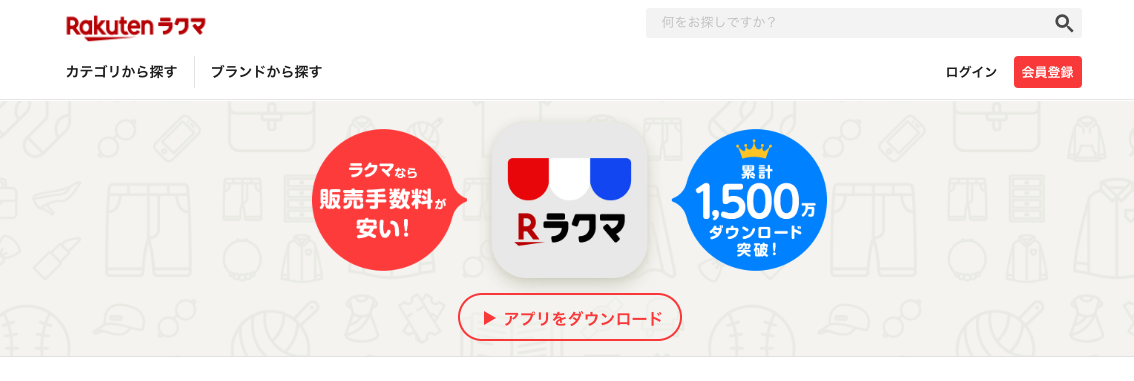 Rakuten ラクマ
何をお探しですか？
カテゴリから探す
ブランドから探す
ログイン
会員登録
ラクマなら
販売手数料が
安い!
Rラクマ
累計
1,500万
ダウンロード
突破!
アプリをダウンロード